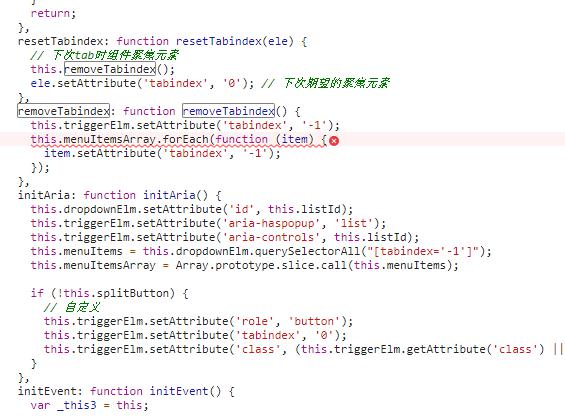 }
return;
},
resetTabindex: function resetTabindex(ele) {
// 下次tab时组件聚焦元素
this.removeTabindex();
ele.setAttribute('tabindex', '0'); // 下次期望的聚焦元素
},
removeTabindex: function removeTabindex() {
this.triggerElm.setAttribute('tabindex', '-1');
this.menuItemsArray.forEach(function (item) {
item.setAttribute('tabindex', '-1');
});
},
initAria: function initAria() {
this.dropdownElm.setAttribute('id', this.listId);
this.triggerElm.setAttribute('aria-haspopup', 'list');
this.triggerElm.setAttribute('aria-controls', this.listId);
this.menuItems = this.dropdownElm.querySelectorAll("[tabindex='-1']");
this.menuItemsArray = Array.prototype.slice.call(this.menuItems);
if (!this.splitButton) {
// 自定义
this.triggerElm.setAttribute('role', 'button');
this.triggerElm.setAttribute('tabindex', '0');
this.triggerElm.setAttribute('class', (this.triggerElm.getAttribute('class') ||
}
},
initEvent: function initEvent() {
var _this3 = this;